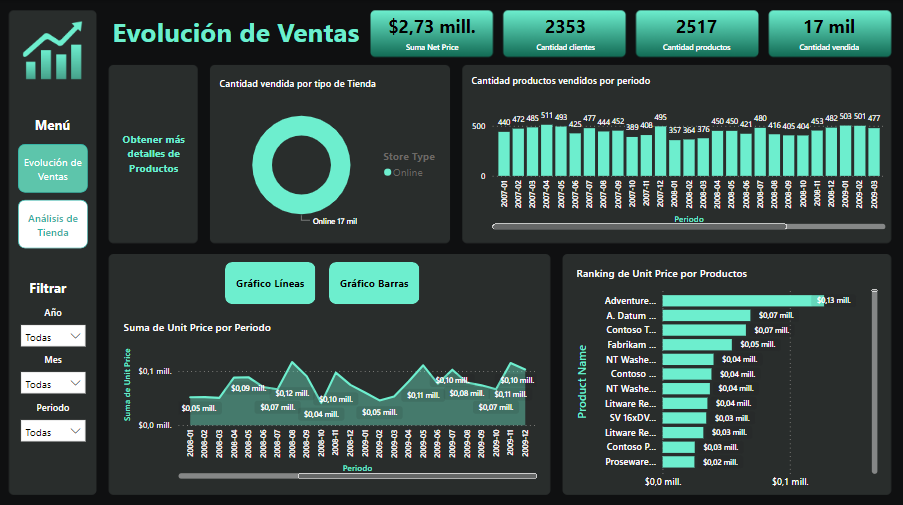 Evolución de Ventas
$2,73 mill.
Suma Net Price
2353
Cantidad clientes
2517
Cantidad productos
17 mil
Cantidad vendida
Menú
Evolución de
Ventas
Análisis de
Tienda
Filtrar
Año
Todas
Mes
Todas
Periodo
Todas
Obtener más
detalles de
Productos
Cantidad vendida por tipo de Tienda
Store Type
Online
Online 17 mil
Cantidad productos vendidos por periodo
500
0
440 472 485 511 493 425 477 444 452 389 408 495 357 364 376 450 450 421 480 416 405 404 453 482 503 501 477
2007-01 2007-02 2007-03 2007-04 2007-05 2007-06 2007-07 2007-08 2007-09 2007-10 2007-11 2007-12 2008-01 2008-02 2008-03 2008-04 2008-05 2008-06 2008-07 2008-08 2008-09 2008-10 2008-11 2008-12 2009-01 2009-02 2009-03
Periodo
Gráfico Líneas
Gráfico Barras
Suma de Unit Price por Periodo
Suma de Unit Price
$0,1 mill.
$0,0 mill.
$0,05 mill.
$0,09 mill.
$0,07 mill.
$0,12 mill.
$0,04 mill.
$0,10 mill.
$0,05 mill.
$0,11 mill.
$0,10 mill.
$0,08 mill.
$0,07 mill.
$0,11 mill.
$0,10 mill.
2008-01 2008-02 2008-03 2008-04 2008-05 2008-06 2008-07 2008-08 2008-09 2008-10 2008-11 2008-12 2009-01 2009-02 2009-03 2009-04 2009-05 2009-06 2009-07 2009-08 2009-09 2009-10 2009-11 2009-12
Periodo
Ranking de Unit Price por Productos
Product Name
Adventure... $0,13 mill.
A. Datum ... $0,07 mill.
Contoso T... $0,07 mill.
Fabrikam ... $0,05 mill.
NT Washe... $0,04 mill.
Contoso ... $0,04 mill.
NT Washe... $0,04 mill.
Litware Re... $0,04 mill.
SV 16xDV... $0,03 mill.
Litware Re... $0,03 mill.
Contoso P... $0,03 mill.
Proseware... $0,02 mill.
$0,0 mill.
$0,1 mill.